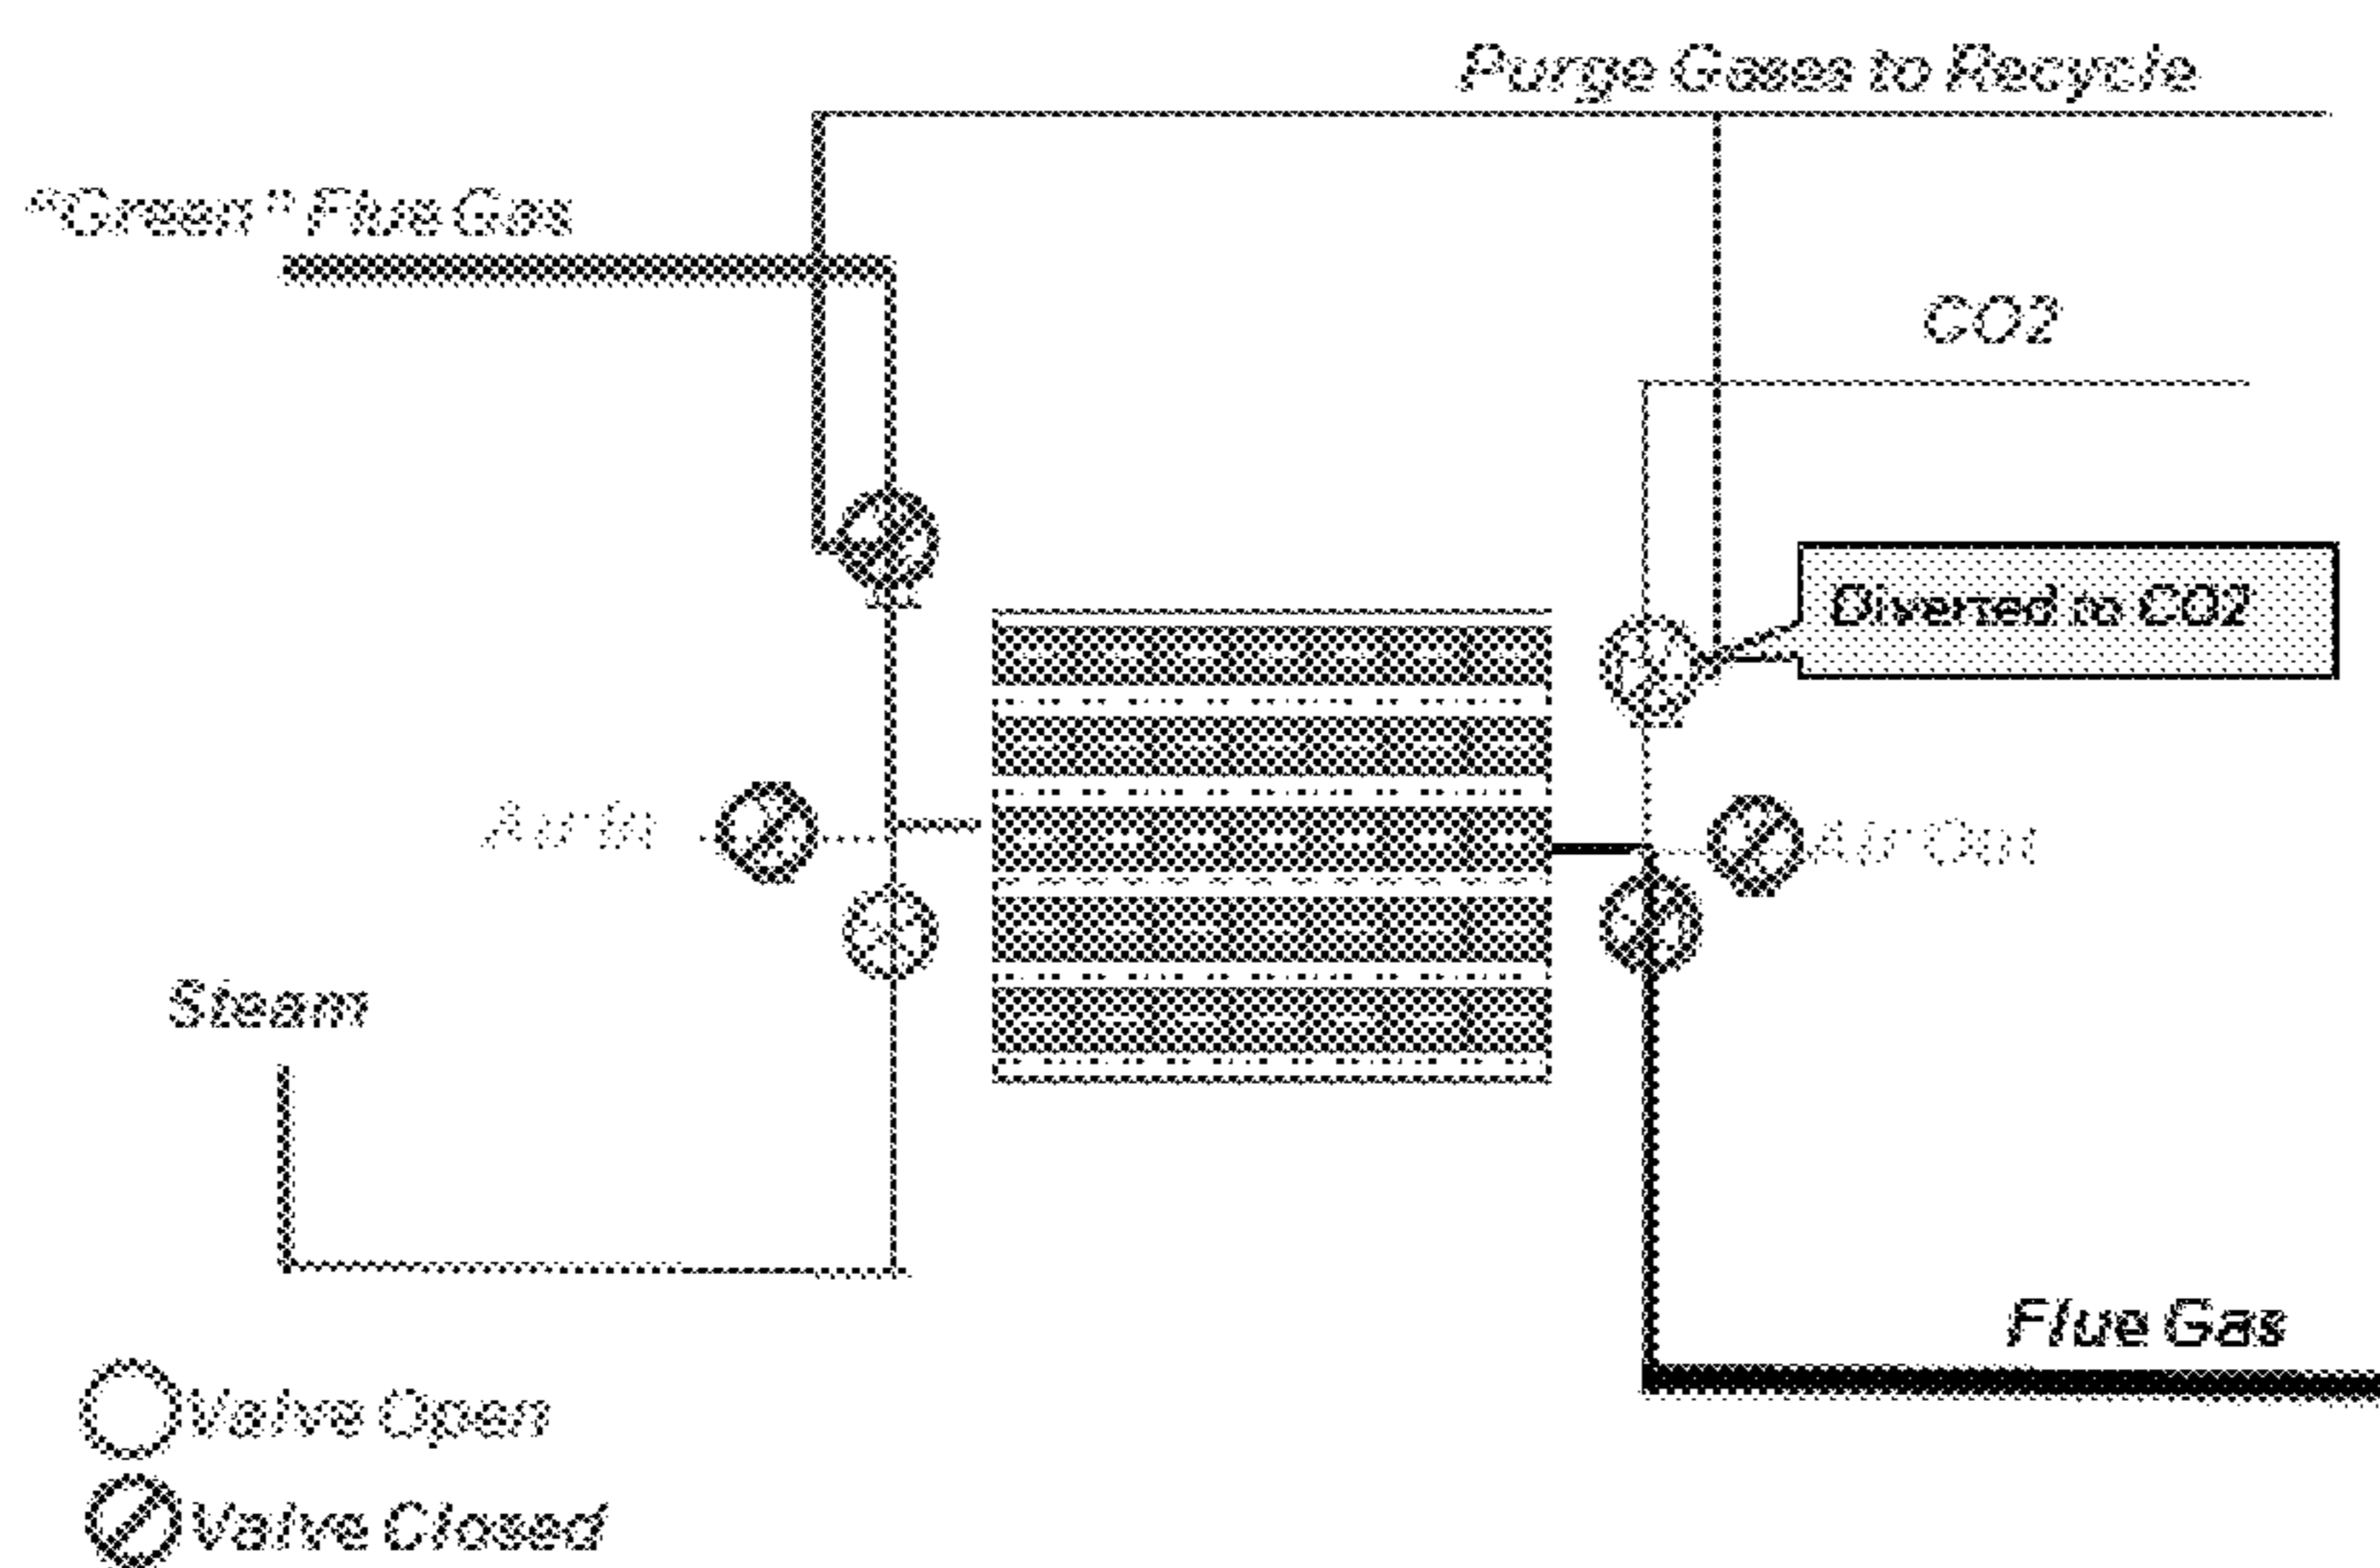 Purge Gases to Recycle
"Green" Flue Gas
CO2
Diverted to CO2
Air In
Air Out
Steam
Flue Gas
Valve Open
Valve Closed